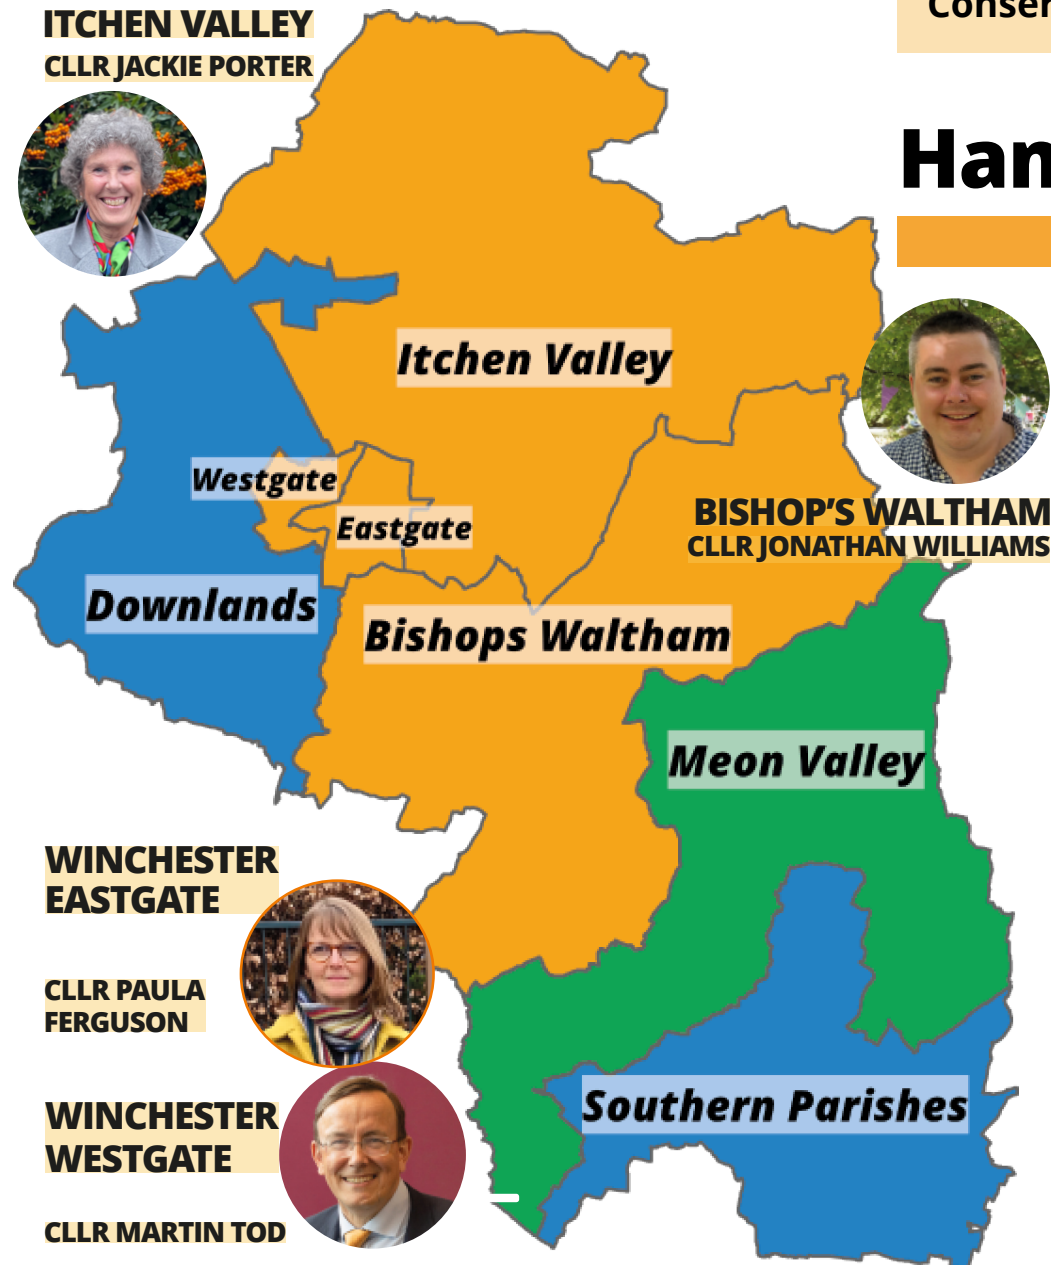 ITCHEN VALLEY
CLLR JACKIE PORTER
Itchen Valley
BISHOP'S WALTHAM
CLLR JONATHAN WILLIAMS
Westgate
Eastgate
Downlands
Bishops Waltham
Meon Valley
WINCHESTER
EASTGATE
CLLR PAULA
FERGUSON
WINCHESTER
WESTGATE
CLLR MARTIN TOD
Southern Parishes